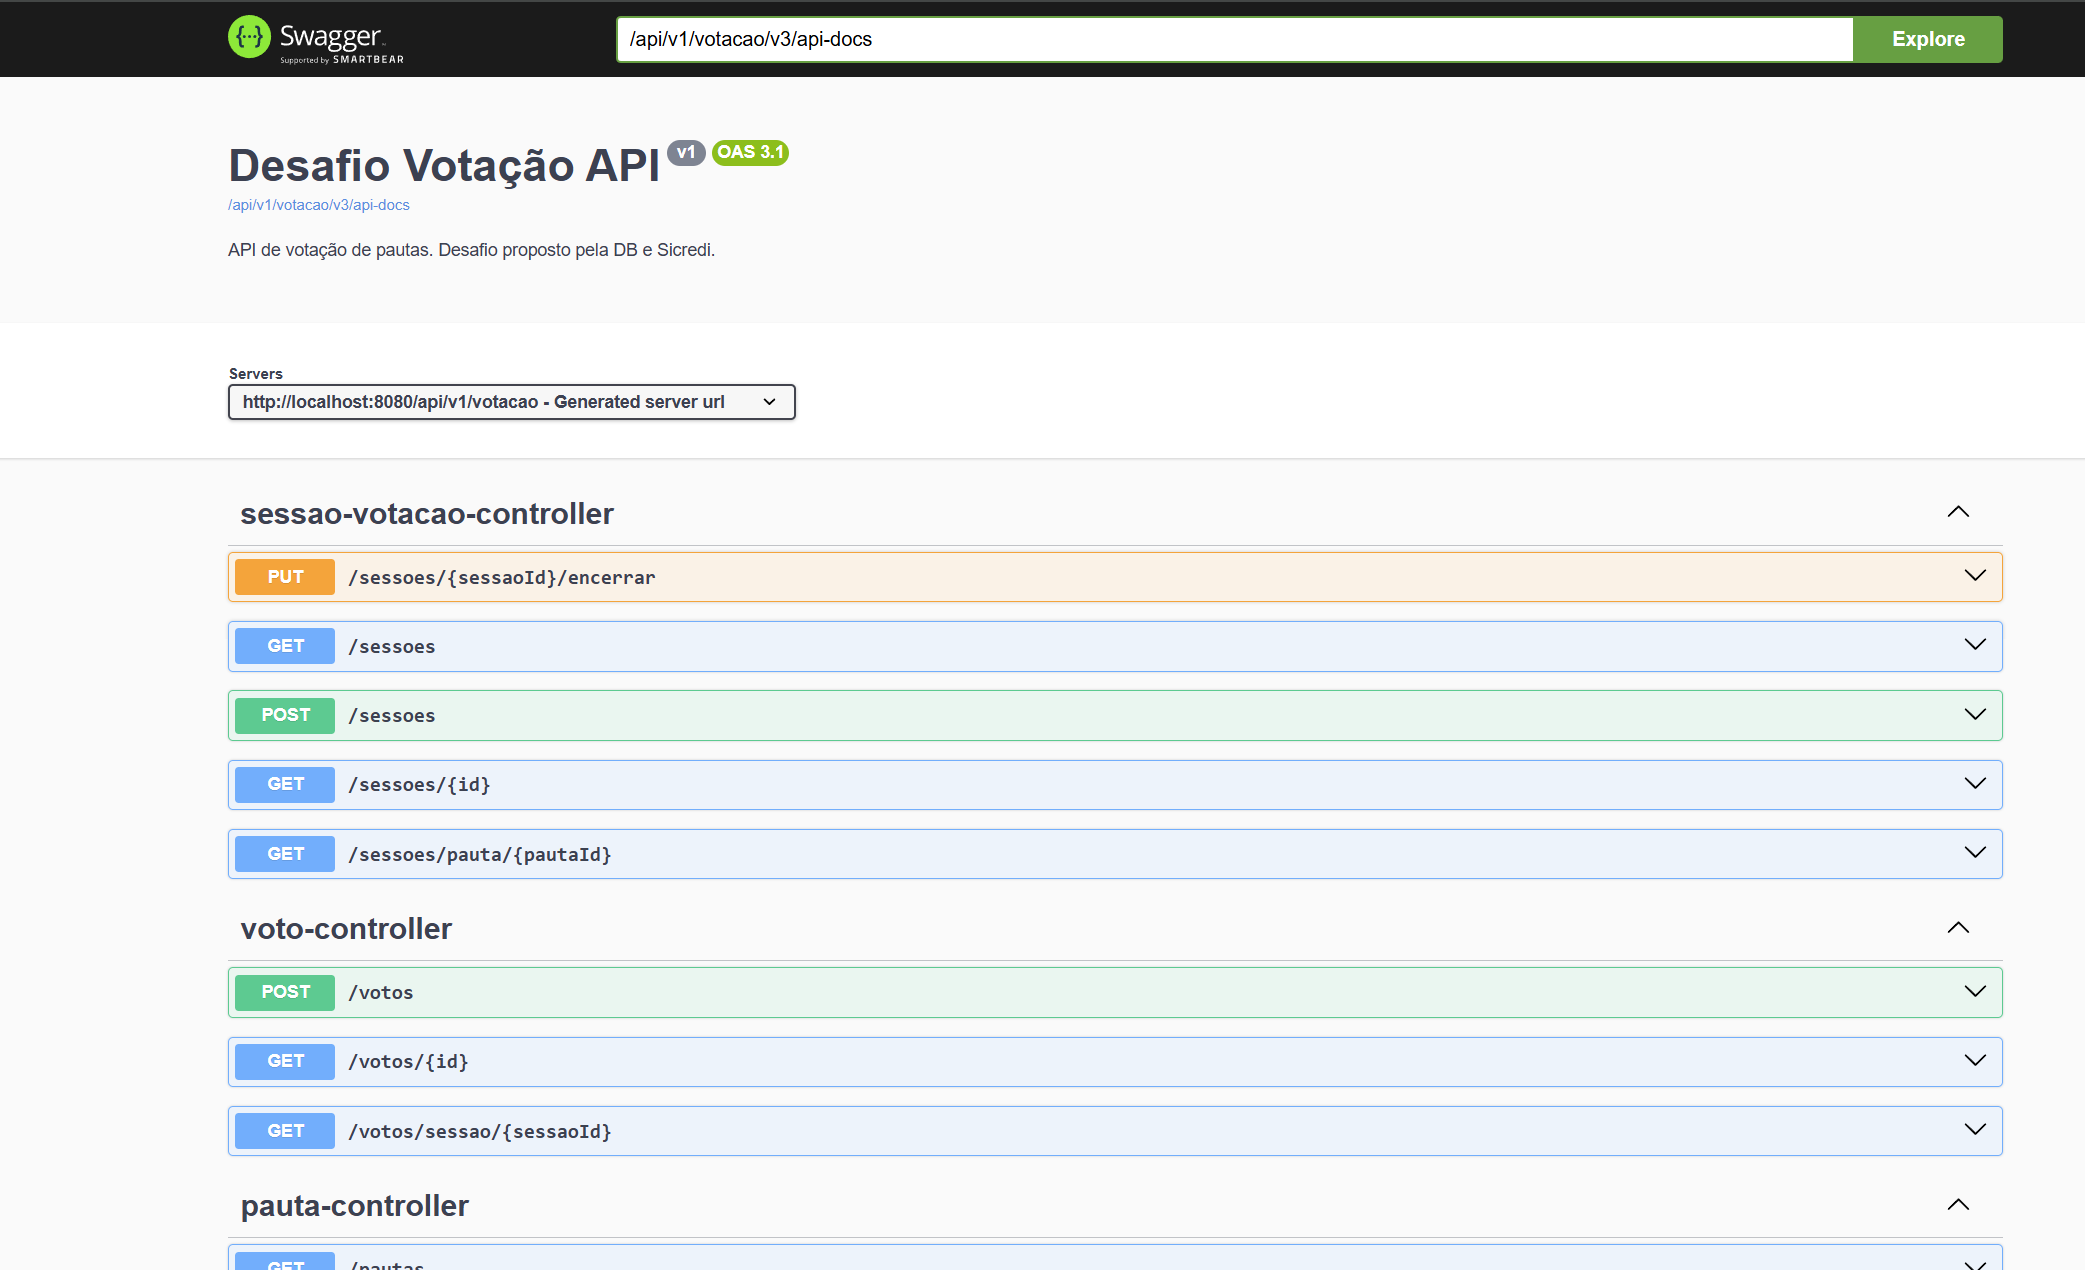 Swagger
Supported by SMARTBEAR
/api/v1/votacao/v3/api-docs
Explore
Desafio Votação API v1 OAS 3.1
/api/v1/votacao/v3/api-docs
API de votação de pautas. Desafio proposto pela DB e Sicredi.
Servers
http://localhost:8080/api/v1/votacao - Generated server url
sessao-votacao-controller
PUT /sessoes/{sessaoId}/encerrar
GET /sessoes
POST /sessoes
GET /sessoes/{id}
GET /sessoes/pauta/{pautaId}
voto-controller
POST /votos
GET /votos/{id}
GET /votos/sessao/{sessaoId}
pauta-controller
GET /pautas